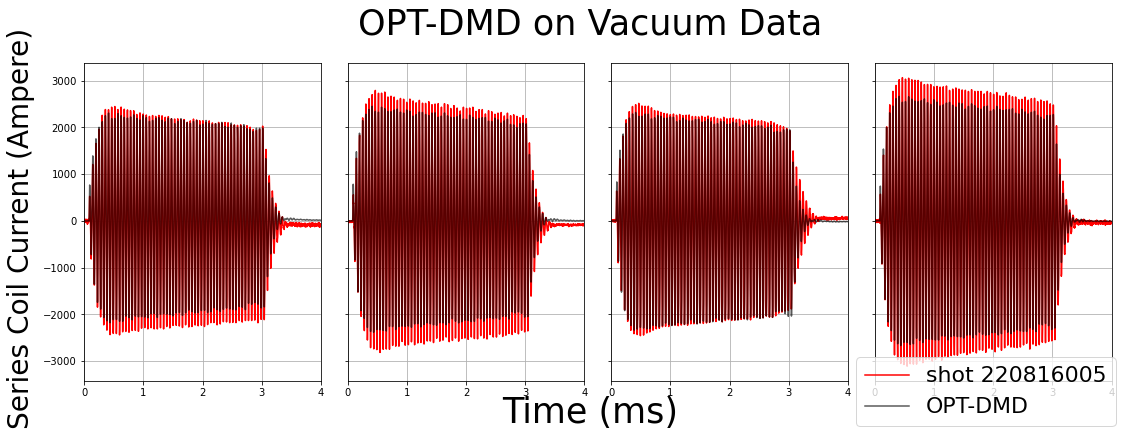 OPT-DMD on Vacuum Data
Series Coil Current (Ampere)
3000
2000
1000
0
−1000
−2000
−3000
0 1 2 3 4
0 1 2 3 4
0 1 2 3 4
0 1 2 3 4
Time (ms)
shot 220816005
OPT-DMD